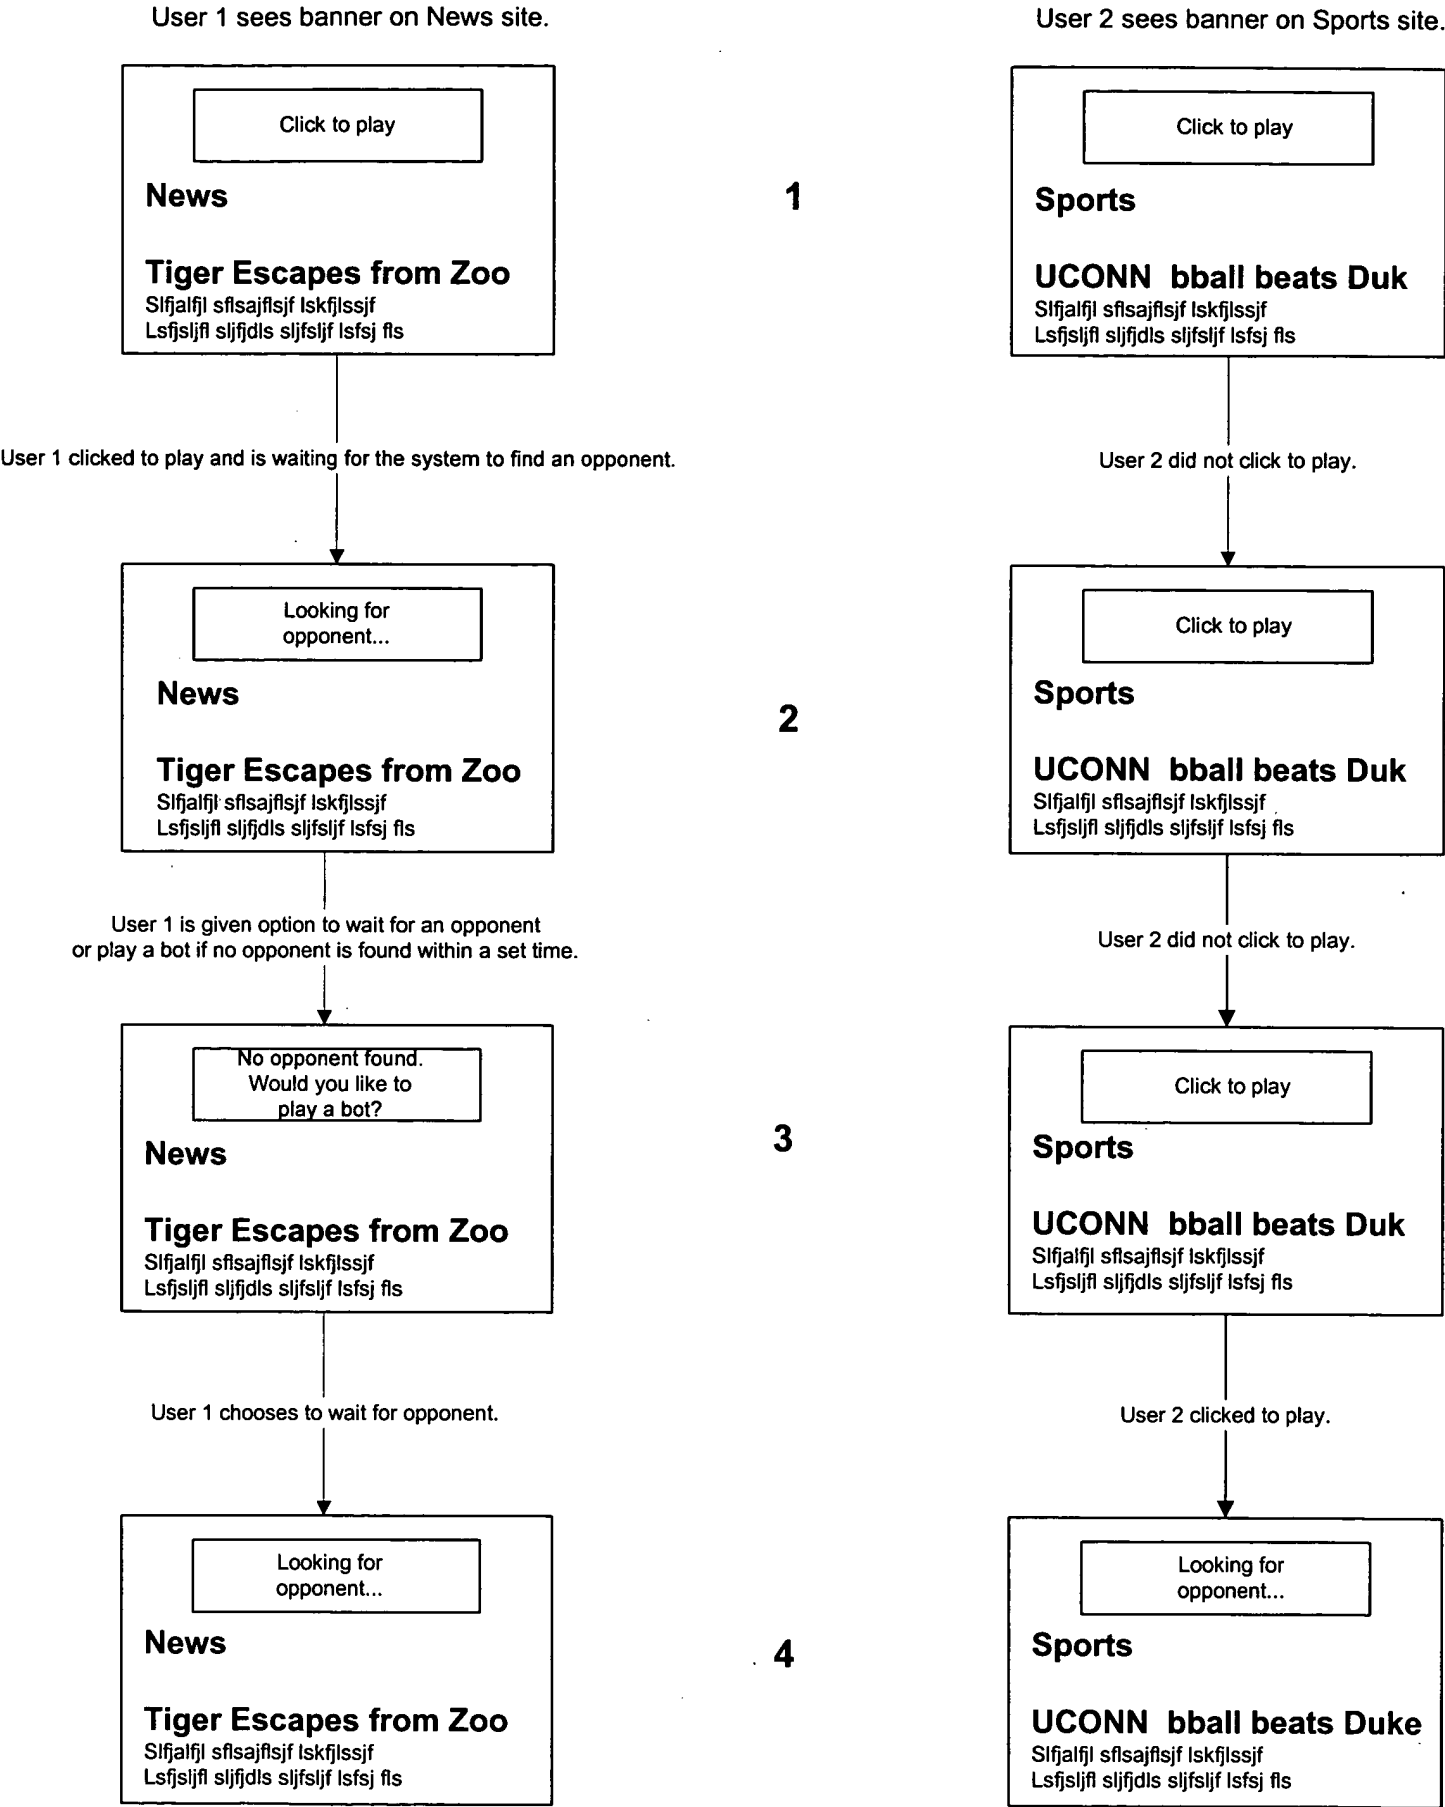 User 1 sees banner on News site.
User 2 sees banner on Sports site.
Click to play
News
Tiger Escapes from Zoo
Slfjalfjl sflsajflsjf lskfjlssjf
Lsfjsljfl sljfjdls sljfsljf lsfsj fls
1
Click to play
Sports
UCONN bball beats Duk
Slfjalfjl sflsajflsjf lskfjlssjf
Lsfjsljfl sljfjdls sljfsljf lsfsj fls
User 1 clicked to play and is waiting for the system to find an opponent.
User 2 did not click to play.
Looking for
opponent...
News
Tiger Escapes from Zoo
Slfjalfjl sflsajflsjf lskfjlssjf
Lsfjsljfl sljfjdls sljfsljf lsfsj fls
2
Click to play
Sports
UCONN bball beats Duk
Slfjalfjl sflsajflsjf lskfjlssjf
Lsfjsljfl sljfjdls sljfsljf lsfsj fls
User 1 is given option to wait for an opponent
or play a bot if no opponent is found within a set time.
User 2 did not click to play.
No opponent found.
Would you like to
play a bot?
News
Tiger Escapes from Zoo
Slfjalfjl sflsajflsjf lskfjlssjf
Lsfjsljfl sljfjdls sljfsljf lsfsj fls
3
Click to play
Sports
UCONN bball beats Duk
Slfjalfjl sflsajflsjf lskfjlssjf
Lsfjsljfl sljfjdls sljfsljf lsfsj fls
User 1 chooses to wait for opponent.
User 2 clicked to play.
Looking for
opponent...
News
Tiger Escapes from Zoo
Slfjalfjl sflsajflsjf lskfjlssjf
Lsfjsljfl sljfjdls sljfsljf lsfsj fls
4
Looking for
opponent...
Sports
UCONN bball beats Duke
Slfjalfjl sflsajflsjf lskfjlssjf
Lsfjsljfl sljfjdls sljfsljf lsfsj fls